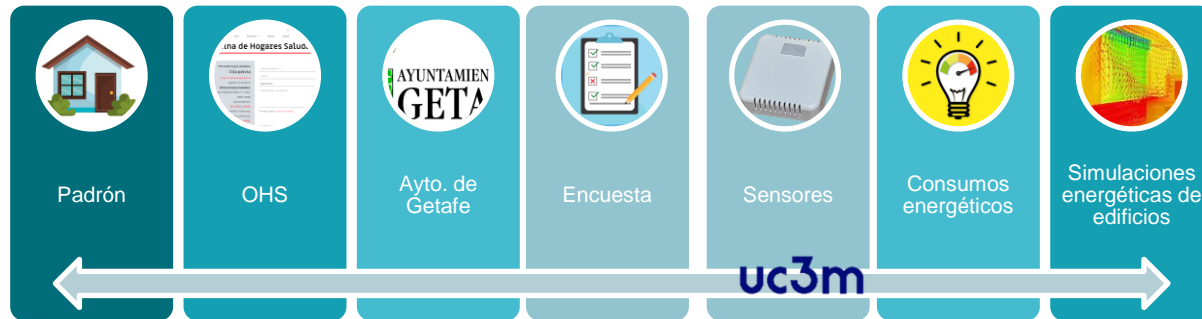 .ina de Hogares Salud.
AYUNTAMIEN
GETA
Padrón
OHS
Ayto. de
Getafe
Encuesta
Sensores
Consumos
energéticos
Simulaciones
energéticas de
edificios
uc3m